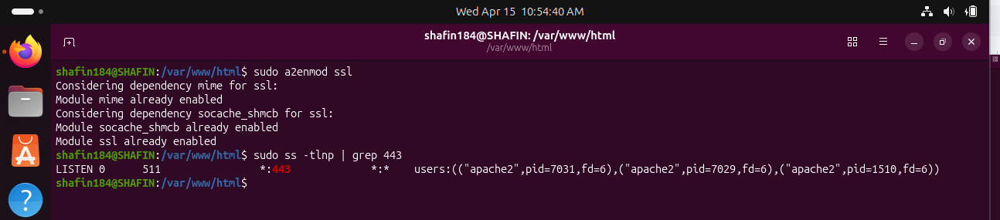 Wed Apr 15 10:54:40 AM
shafin184@SHAFIN: /var/www/html
/var/www/html
shafin184@SHAFIN:/var/www/html$ sudo a2enmod ssl
Considering dependency mime for ssl:
Module mime already enabled
Considering dependency socache_shmcb for ssl:
Module socache_shmcb already enabled
Module ssl already enabled
shafin184@SHAFIN:/var/www/html$ sudo ss -tlnp | grep 443
LISTEN 0      511                *:443             *:*    users:(("apache2",pid=7031,fd=6),("apache2",pid=7029,fd=6),("apache2",pid=1510,fd=6))
shafin184@SHAFIN:/var/www/html$